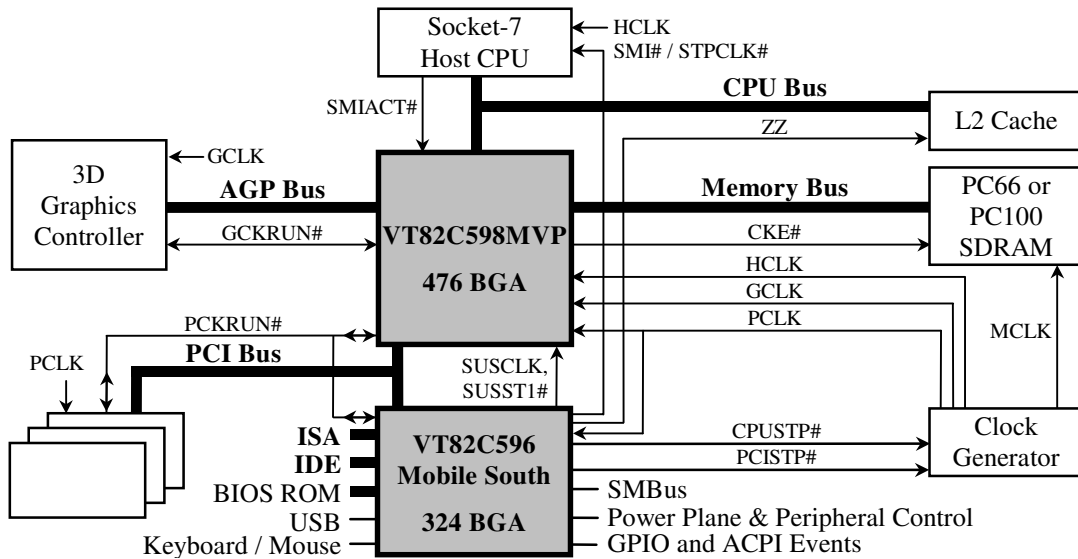 Socket-7
Host CPU
HCLK
SMI# / STPCLK#
SMIACT#
CPU Bus
L2 Cache
ZZ
3D
Graphics
Controller
GCLK
AGP Bus
GCKRUN#
VT82C598MVP
476 BGA
Memory Bus
PC66 or
PC100
SDRAM
CKE#
HCLK
GCLK
PCLK
MCLK
PCKRUN#
PCI Bus
PCLK
SUSCLK,
SUSST1#
VT82C596
Mobile South
324 BGA
ISA
IDE
BIOS ROM
USB
Keyboard / Mouse
CPUSTP#
PCISTP#
Clock
Generator
SMBus
Power Plane & Peripheral Control
GPIO and ACPI Events